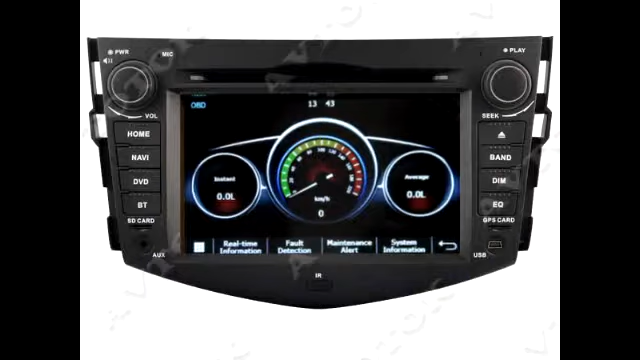 PWR
MIC
PLAY
VOL
SEEK
OBD
13 43
HOME
NAVI
DVD
BT
SD CARD
AUX
BAND
DIM
EQ
GPS CARD
USB
Instant
0.0L
Average
0.0L
km/h
0
Real-time
Information
Fault
Detection
Maintenance
Alert
System
Information
IR